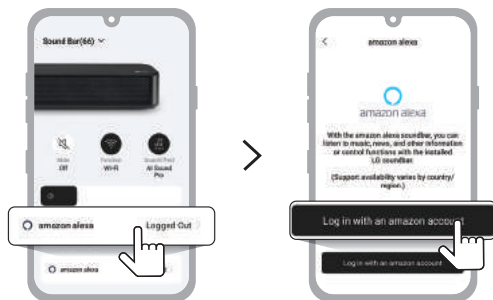 Sound Bar(66)
Mute
Off
Function
Wi-Fi
Sound Effect
AI Sound
Pro
amazon alexa
Logged Out
amazon alexa
amazon alexa
amazon alexa
With the amazon alexa soundbar, you can
listen to music, news, and other information
or control functions with the installed
LG soundbar.
(Support availability varies by country/
region.)
Log in with an amazon account
Log in with an amazon account